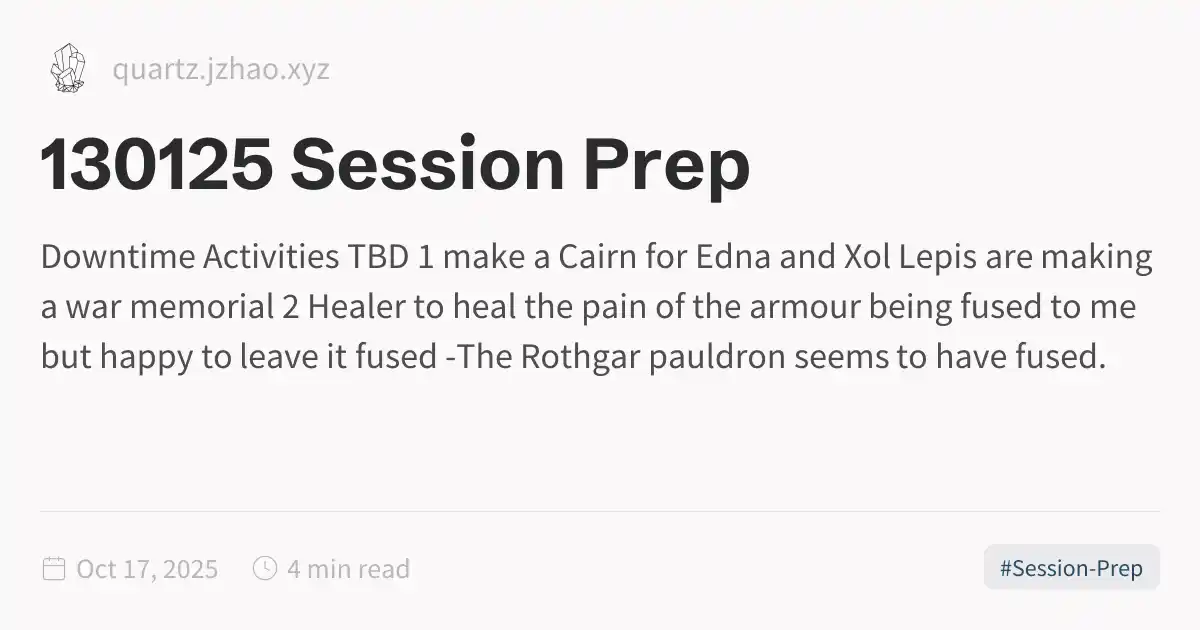 quartz.jzhao.xyz
130125 Session Prep
Downtime Activities TBD 1 make a Cairn for Edna and Xol Lepis are making
a war memorial 2 Healer to heal the pain of the armour being fused to me
but happy to leave it fused -The Rothgar pauldron seems to have fused.
Oct 17, 2025 4 min read #Session-Prep